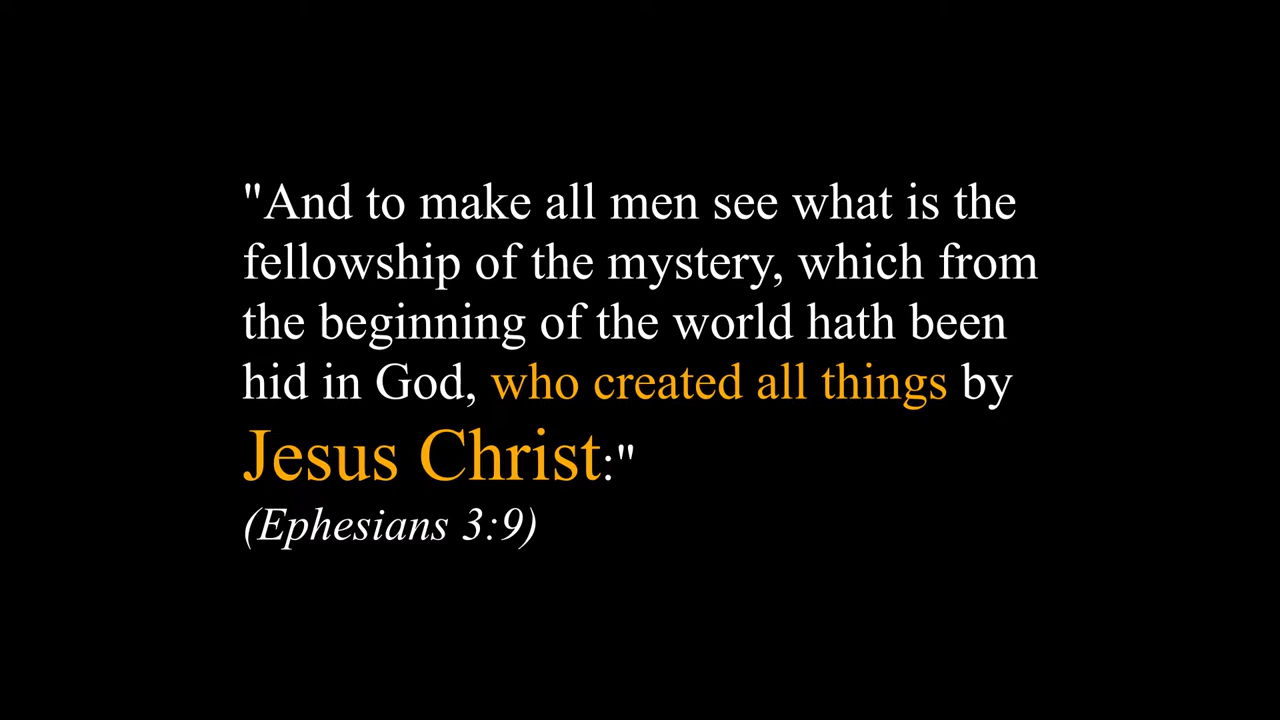 "And to make all men see what is the
fellowship of the mystery, which from
the beginning of the world hath been
hid in God, who created all things by
Jesus Christ:"
(Ephesians 3:9)